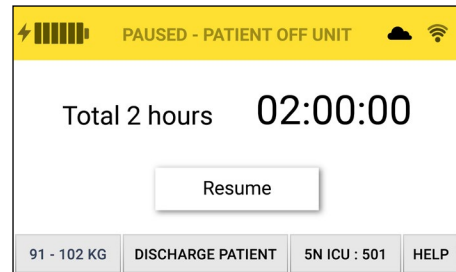 PAUSED - PATIENT OFF UNIT
Total 2 hours 02:00:00
Resume
91 - 102 KG DISCHARGE PATIENT 5N ICU : 501 HELP